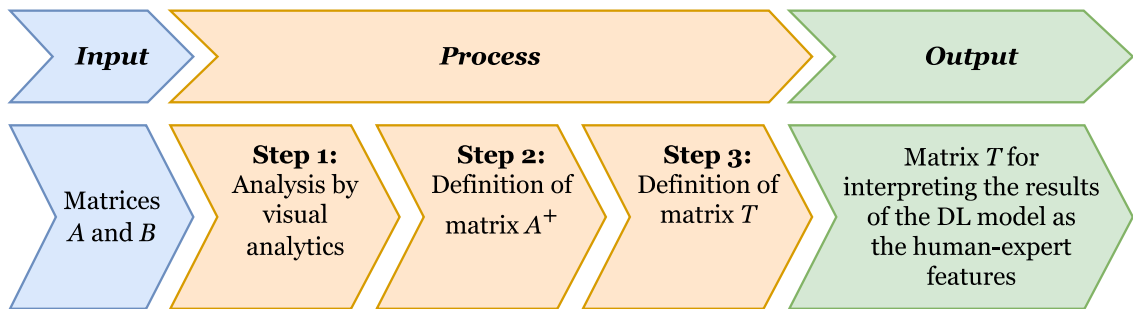 Input
Process
Output
Matrices
A and B
Step 1:
Analysis by
visual
analytics
Step 2:
Definition of
matrix A⁺
Step 3:
Definition of
matrix T
Matrix T for
interpreting the results
of the DL model as
the human-expert
features